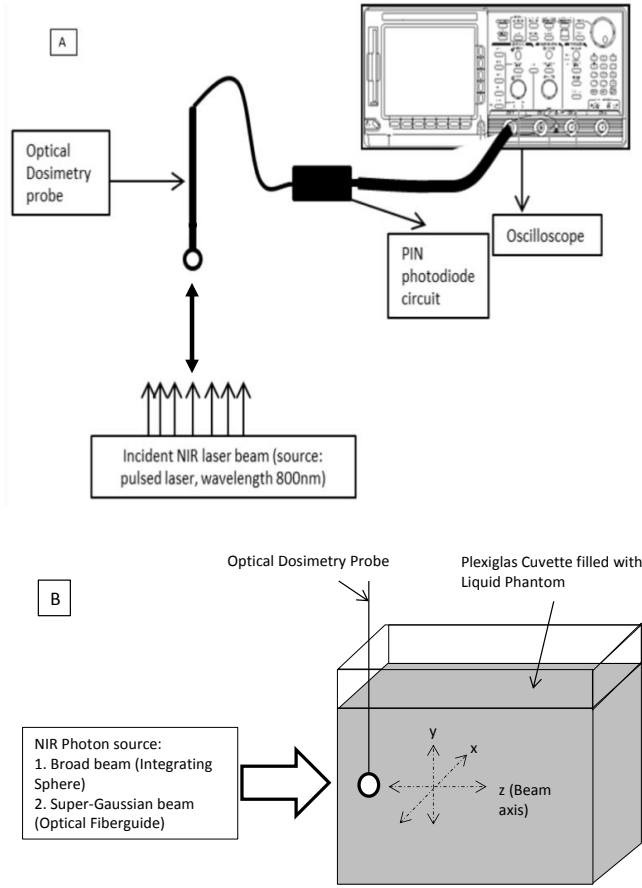 A
Optical
Dosimetry
probe
PIN
photodiode
circuit
Oscilloscope
Incident NIR laser beam (source:
pulsed laser, wavelength 800nm)
B
Optical Dosimetry Probe
Plexiglas Cuvette filled with
Liquid Phantom
NIR Photon source:
1. Broad beam (Integrating
Sphere)
2. Super-Gaussian beam
(Optical Fiberguide)
y
x
z (Beam
axis)